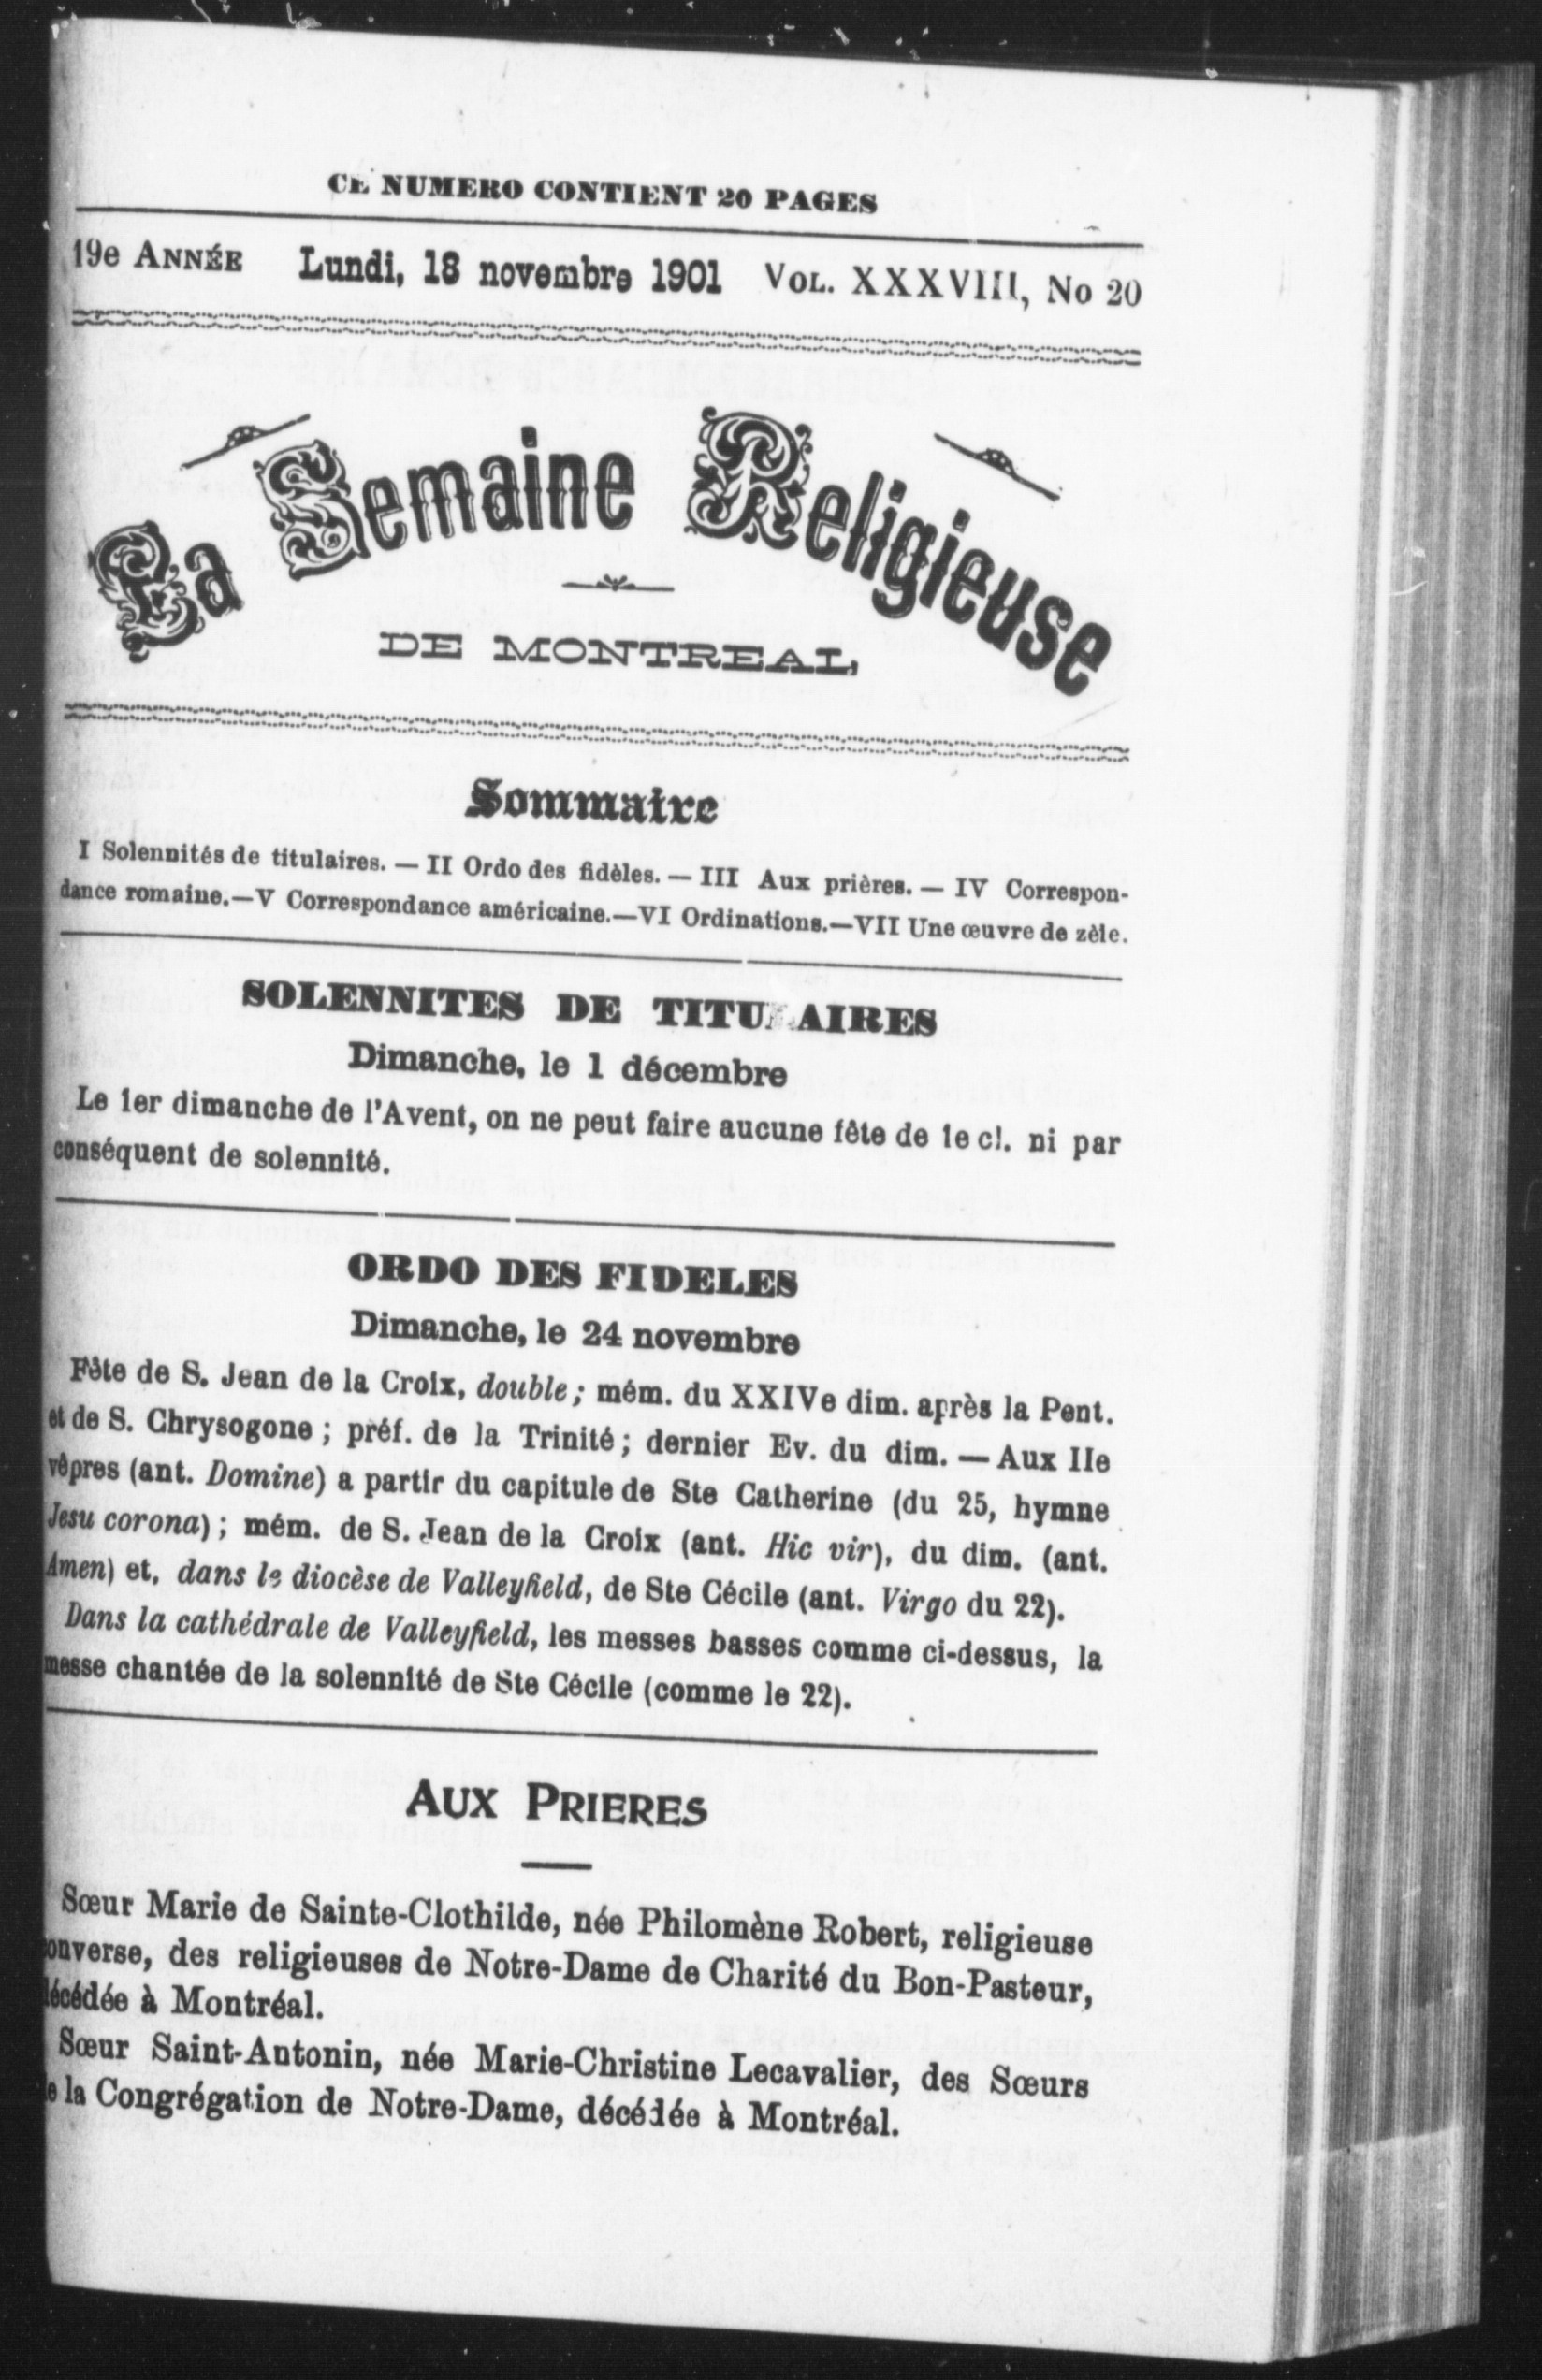 CE NUMERO CONTIENT 20 PAGES
19e ANNÉE Lundi, 18 novembre 1901 VOL. XXXVIII, No 20
La Semaine Religieuse
DE MONTREAL
Sommaire
I Solennités de titulaires. — II Ordo des fidèles. — III Aux prières. — IV Correspon-
dance romaine.—V Correspondance américaine.—VI Ordinations.—VII Une œuvre de zèle.
SOLENNITES DE TITULAIRES
Dimanche, le 1 décembre
Le 1er dimanche de l'Avent, on ne peut faire aucune fête de 1e cl. ni par
conséquent de solennité.
ORDO DES FIDELES
Dimanche, le 24 novembre
Fête de S. Jean de la Croix, double ; mém. du XXIVe dim. après la Pent.
et de S. Chrysogone ; préf. de la Trinité ; dernier Ev. du dim. — Aux IIe
vêpres (ant. Domine) a partir du capitule de Ste Catherine (du 25, hymne
Jesu corona) ; mém. de S. Jean de la Croix (ant. Hic vir), du dim. (ant.
Amen) et, dans le diocèse de Valleyfield, de Ste Cécile (ant. Virgo du 22).
Dans la cathédrale de Valleyfield, les messes basses comme ci-dessus, la
messe chantée de la solennité de Ste Cécile (comme le 22).
AUX PRIERES
Sœur Marie de Sainte-Clothilde, née Philomène Robert, religieuse
converse, des religieuses de Notre-Dame de Charité du Bon-Pasteur,
décédée à Montréal.
Sœur Saint-Antonin, née Marie-Christine Lecavalier, des Sœurs
de la Congrégation de Notre-Dame, décédée à Montréal.